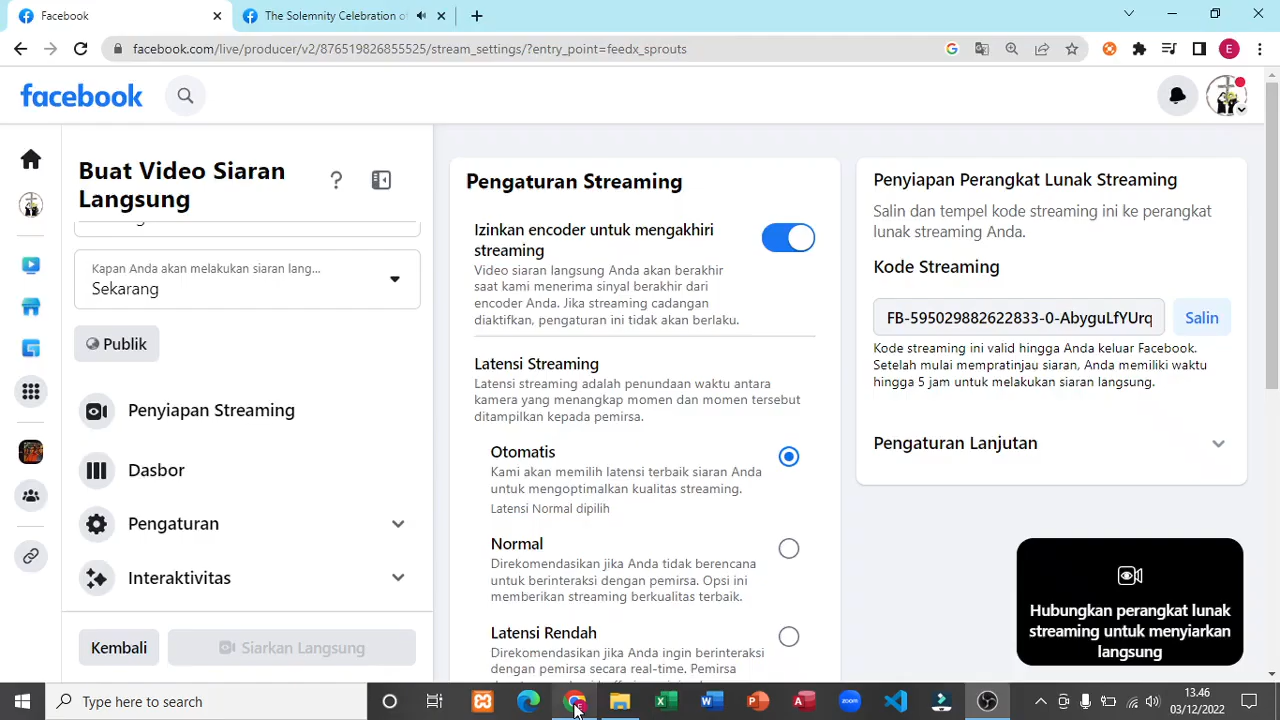 Facebook
The Solemnity Celebration of
facebook.com/live/producer/v2/876519826855525/stream_settings/?entry_point=feedx_sprouts
E
facebook
Buat Video Siaran
Langsung
Kapan Anda akan melakukan siaran lang...
Sekarang
Publik
Penyiapan Streaming
Dasbor
Pengaturan
Interaktivitas
Kembali
Siarkan Langsung
Pengaturan Streaming
Izinkan encoder untuk mengakhiri
streaming
Video siaran langsung Anda akan berakhir
saat kami menerima sinyal berakhir dari
encoder Anda. Jika streaming cadangan
diaktifkan, pengaturan ini tidak akan berlaku.
Latensi Streaming
Latensi streaming adalah penundaan waktu antara
kamera yang menangkap momen dan momen tersebut
ditampilkan kepada pemirsa.
Otomatis
Kami akan memilih latensi terbaik siaran Anda
untuk mengoptimalkan kualitas streaming.
Latensi Normal dipilih
Normal
Direkomendasikan jika Anda tidak berencana
untuk berinteraksi dengan pemirsa. Opsi ini
memberikan streaming berkualitas terbaik.
Latensi Rendah
Direkomendasikan jika Anda ingin berinteraksi
dengan pemirsa secara real-time. Pemirsa
Penyiapan Perangkat Lunak Streaming
Salin dan tempel kode streaming ini ke perangkat
lunak streaming Anda.
Kode Streaming
FB-595029882622833-0-AbyguLfYUrq
Salin
Kode streaming ini valid hingga Anda keluar Facebook.
Setelah mulai mempratinjau siaran, Anda memiliki waktu
hingga 5 jam untuk melakukan siaran langsung.
Pengaturan Lanjutan
Hubungkan perangkat lunak
streaming untuk menyiarkan
langsung
Type here to search
zoom
13.46
03/12/2022